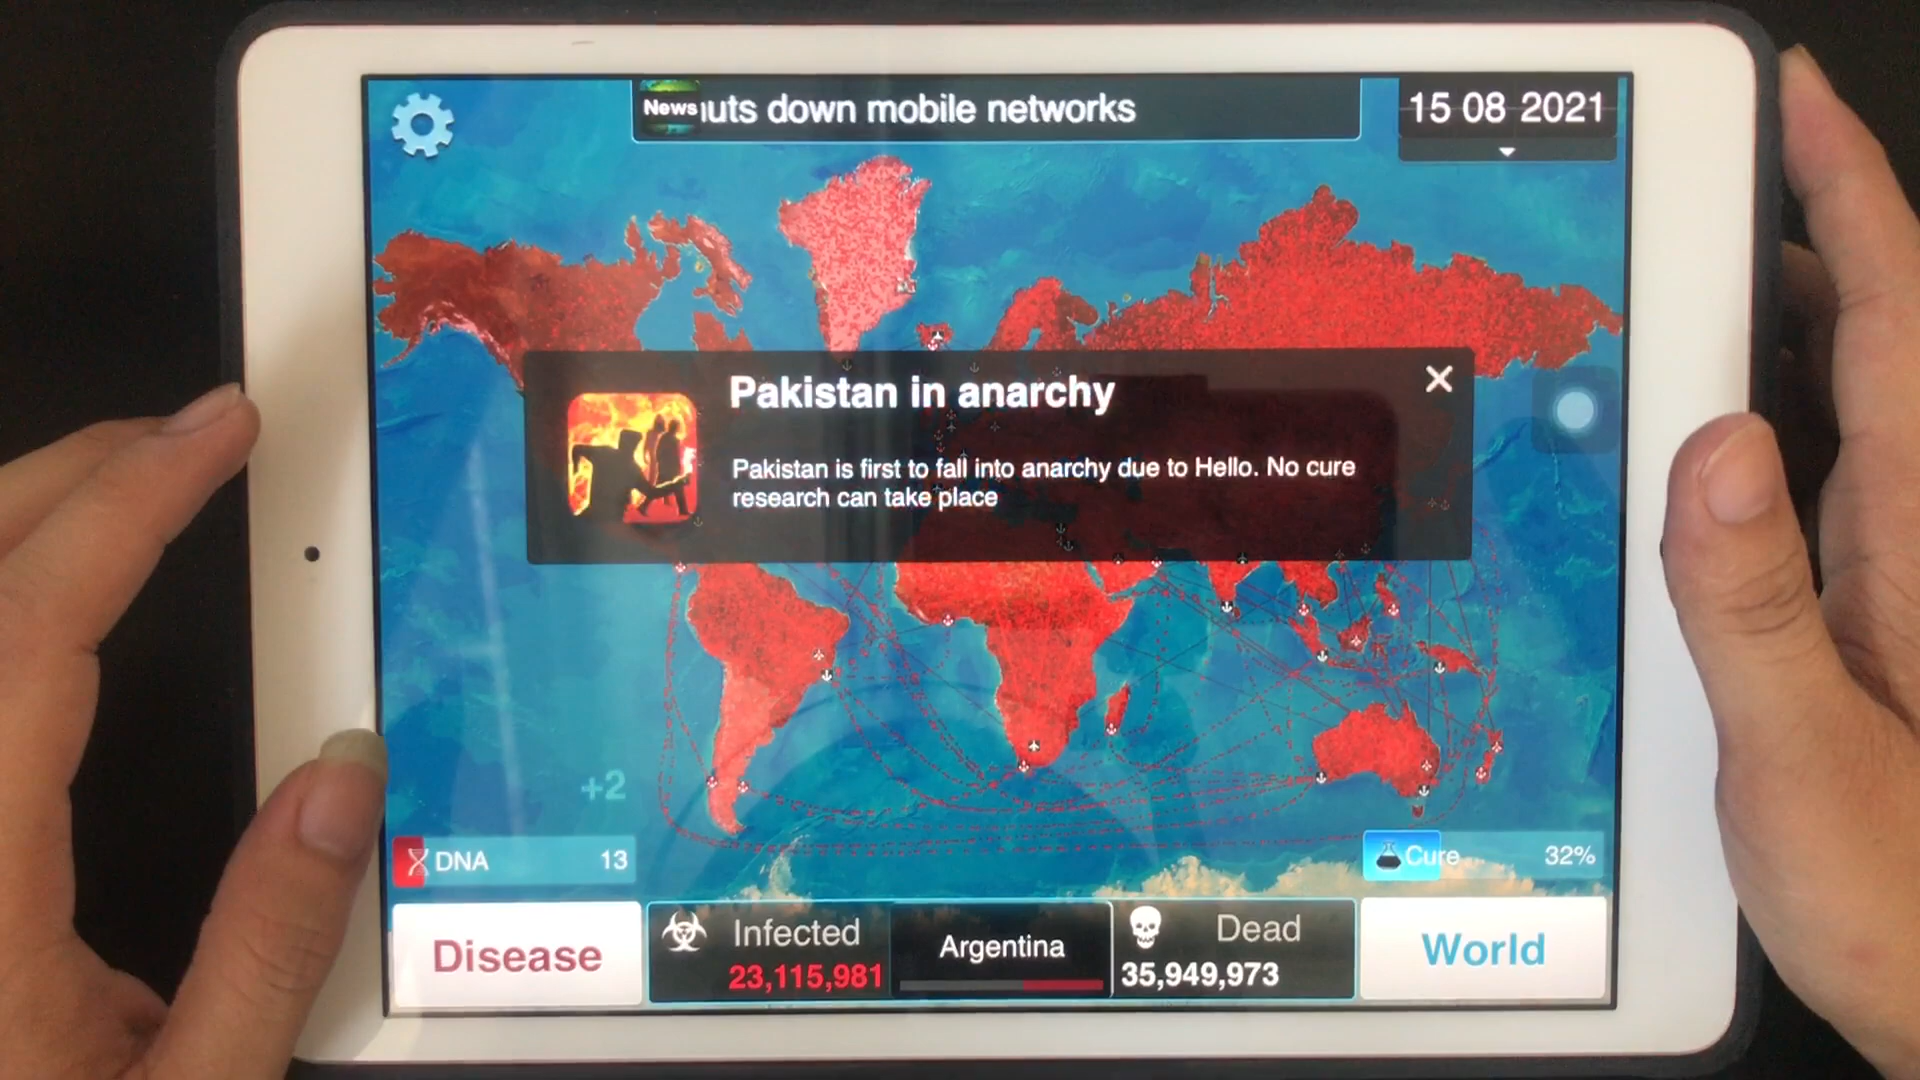 News
down mobile networks
15 08 2021
Pakistan in anarchy
Pakistan is first to fall into anarchy due to Hello. No cure
research can take place
+2
DNA 13
Cure 32%
Disease
Infected
23,115,981
Argentina
Dead
35,949,973
World